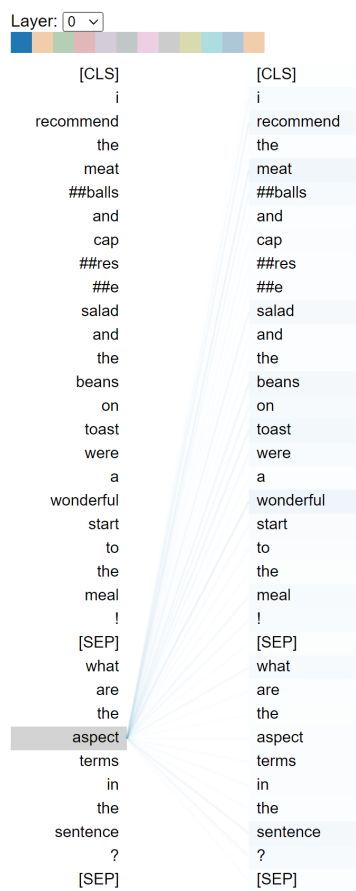 Layer: 0
[CLS] [CLS]
i i
recommend recommend
the the
meat meat
##balls ##balls
and and
cap cap
##res ##res
##e ##e
salad salad
and and
the the
beans beans
on on
toast toast
were were
a a
wonderful wonderful
start start
to to
the the
meal meal
! !
[SEP] [SEP]
what what
are are
the the
aspect aspect
terms terms
in in
the the
sentence sentence
? ?
[SEP] [SEP]